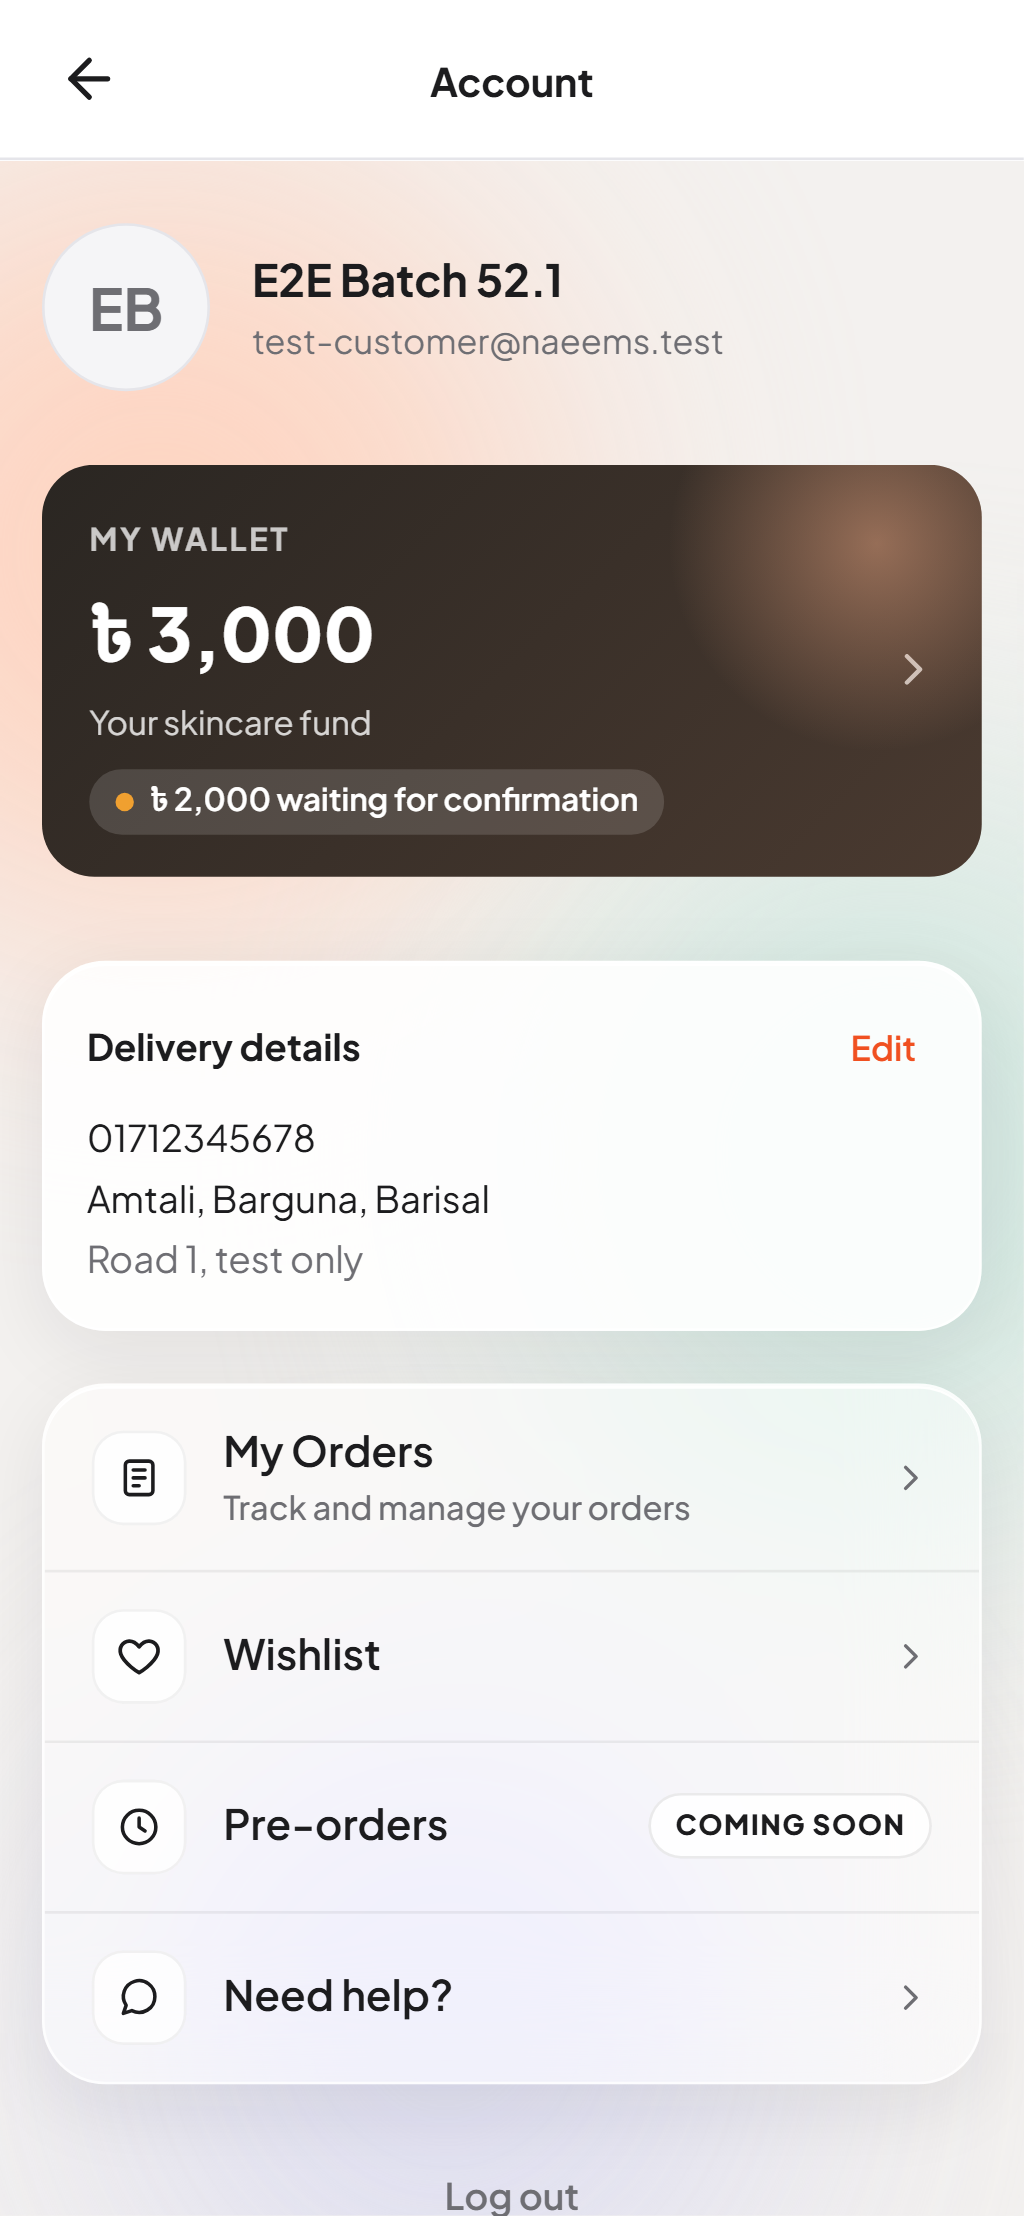 Account
EB
E2E Batch 52.1
test-customer@naeems.test
MY WALLET
৳ 3,000
Your skincare fund
৳ 2,000 waiting for confirmation
Delivery details
Edit
01712345678
Amtali, Barguna, Barisal
Road 1, test only
My Orders
Track and manage your orders
Wishlist
Pre-orders
COMING SOON
Need help?
Log out